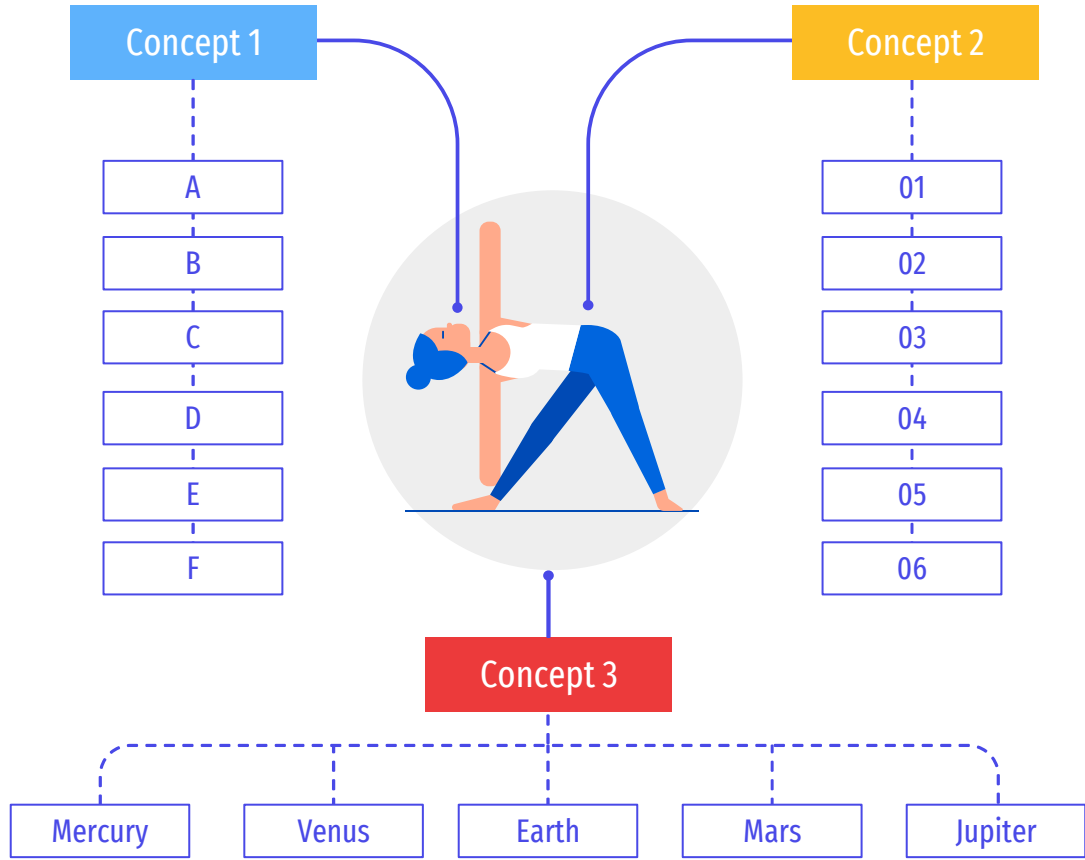 Concept 1
A
B
C
D
E
F
Concept 2
01
02
03
04
05
06
Concept 3
Mercury
Venus
Earth
Mars
Jupiter